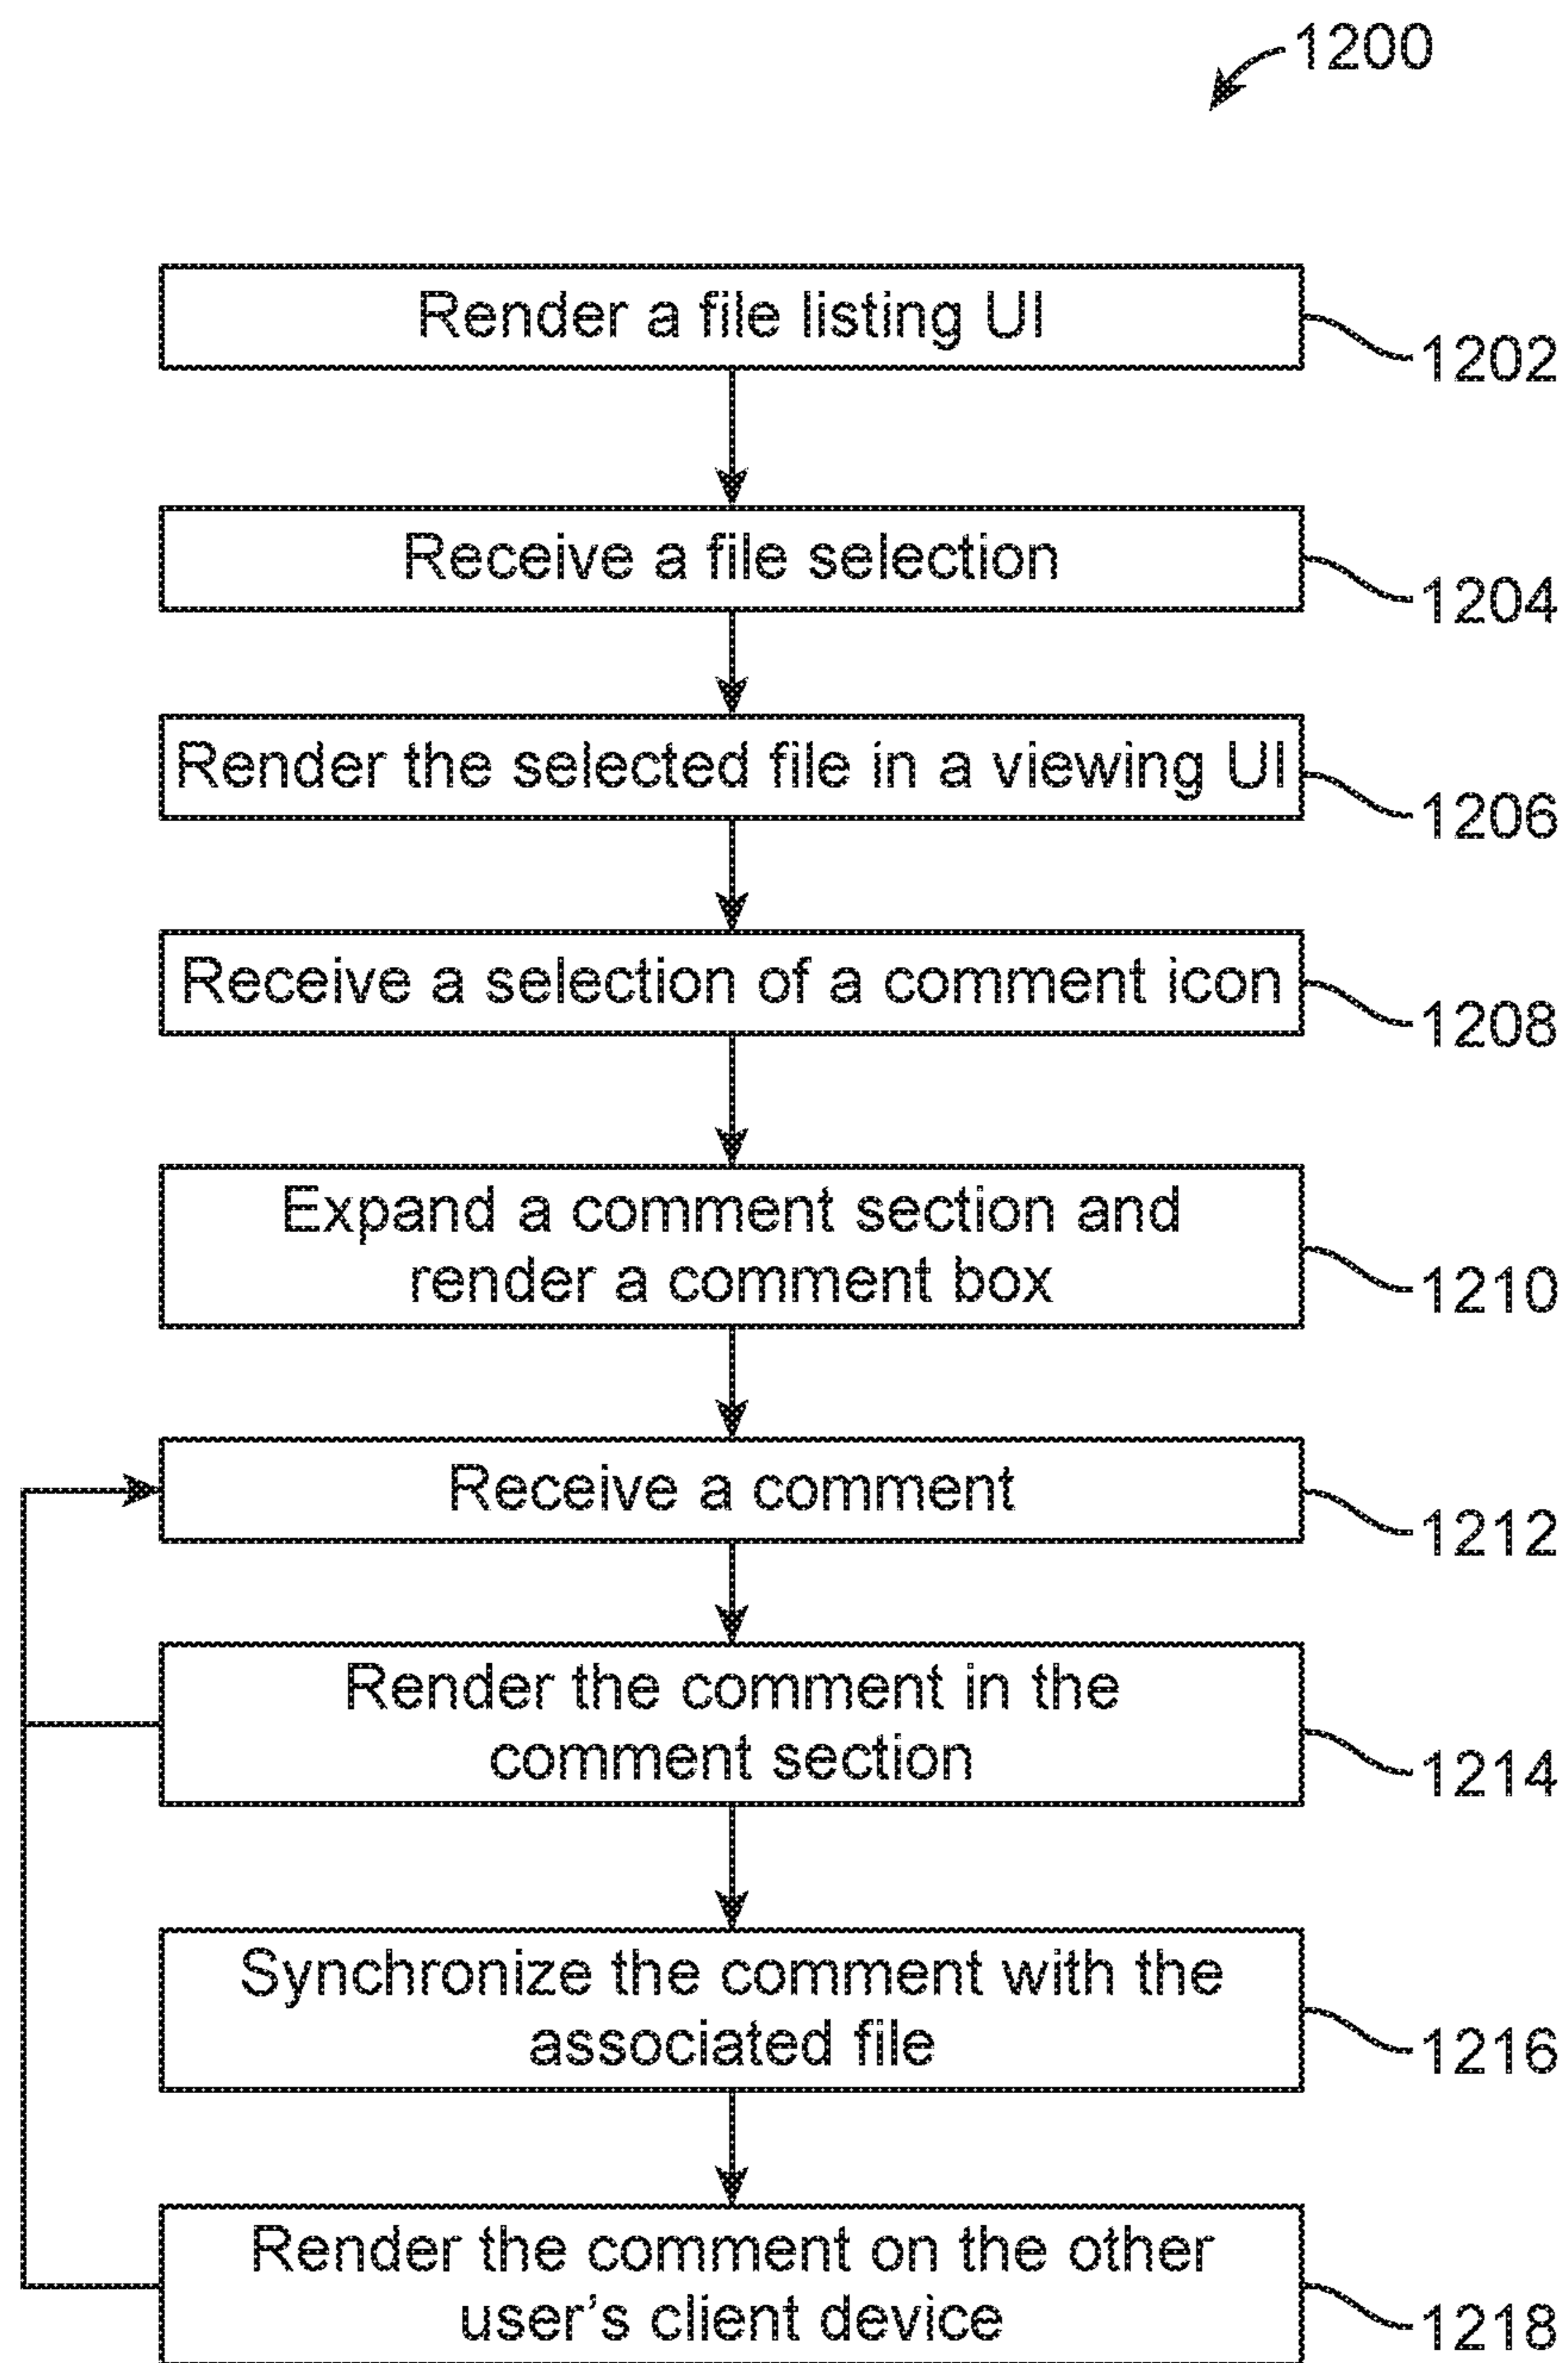 1200
Render a file listing UI
1202
Receive a file selection
1204
Render the selected file in a viewing UI
1206
Receive a selection of a comment icon
1208
Expand a comment section and
render a comment box
1210
Receive a comment
1212
Render the comment in the
comment section
1214
Synchronize the comment with the
associated file
1216
Render the comment on the other
user's client device
1218